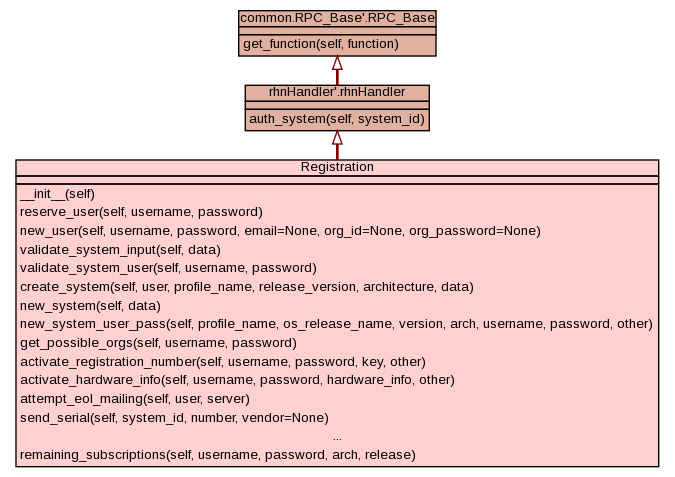 common.RPC_Base'.RPC_Base
get_function(self, function)
rhnHandler'.rhnHandler
auth_system(self, system_id)
Registration
__init__(self)
reserve_user(self, username, password)
new_user(self, username, password, email=None, org_id=None, org_password=None)
validate_system_input(self, data)
validate_system_user(self, username, password)
create_system(self, user, profile_name, release_version, architecture, data)
new_system(self, data)
new_system_user_pass(self, profile_name, os_release_name, version, arch, username, password, other)
get_possible_orgs(self, username, password)
activate_registration_number(self, username, password, key, other)
activate_hardware_info(self, username, password, hardware_info, other)
attempt_eol_mailing(self, user, server)
send_serial(self, system_id, number, vendor=None)
...
remaining_subscriptions(self, username, password, arch, release)